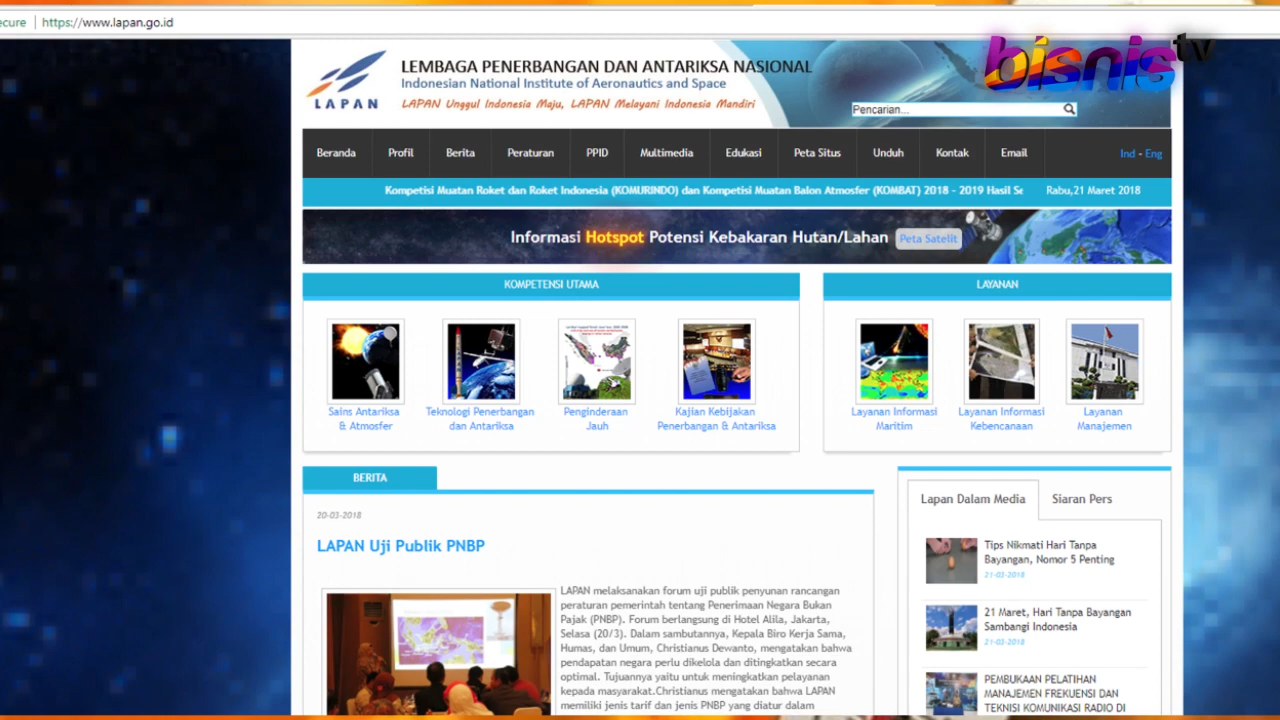 ecure | https://www.lapan.go.id
bisnis tv
LAPAN
LEMBAGA PENERBANGAN DAN ANTARIKSA NASIONAL
Indonesian National Institute of Aeronautics and Space
LAPAN Unggul Indonesia Maju, LAPAN Melayani Indonesia Mandiri
Pencarian...
Beranda Profil Berita Peraturan PPID Multimedia Edukasi Peta Situs Unduh Kontak Email Ind - Eng
Kompetisi Muatan Roket dan Roket Indonesia (KOMURINDO) dan Kompetisi Muatan Balon Atmosfer (KOMBAT) 2018 - 2019 Hasil Se Rabu,21 Maret 2018
Informasi Hotspot Potensi Kebakaran Hutan/Lahan Peta Satelit
KOMPETENSI UTAMA
Sains Antariksa
& Atmosfer
Teknologi Penerbangan
dan Antariksa
Penginderaan
Jauh
Kajian Kebijakan
Penerbangan & Antariksa
LAYANAN
Layanan Informasi
Maritim
Layanan Informasi
Kebencanaan
Layanan
Manajemen
BERITA
20-03-2018
LAPAN Uji Publik PNBP
LAPAN melaksanakan forum uji publik penyunan rancangan
peraturan pemerintah tentang Penerimaan Negara Bukan
Pajak (PNBP). Forum berlangsung di Hotel Alila, Jakarta,
Selasa (20/3). Dalam sambutannya, Kepala Biro Kerja Sama,
Humas, dan Umum, Christianus Dewanto, mengatakan bahwa
pendapatan negara perlu dikelola dan ditingkatkan secara
optimal. Tujuannya yaitu untuk meningkatkan pelayanan
kepada masyarakat.Christianus mengatakan bahwa LAPAN
memiliki jenis tarif dan jenis PNBP yang diatur dalam
Lapan Dalam Media Siaran Pers
Tips Nikmati Hari Tanpa
Bayangan, Nomor 5 Penting
21-03-2018
21 Maret, Hari Tanpa Bayangan
Sambangi Indonesia
21-03-2018
PEMBUKAAN PELATIHAN
MANAJEMEN FREKUENSI DAN
TEKNISI KOMUNIKASI RADIO DI